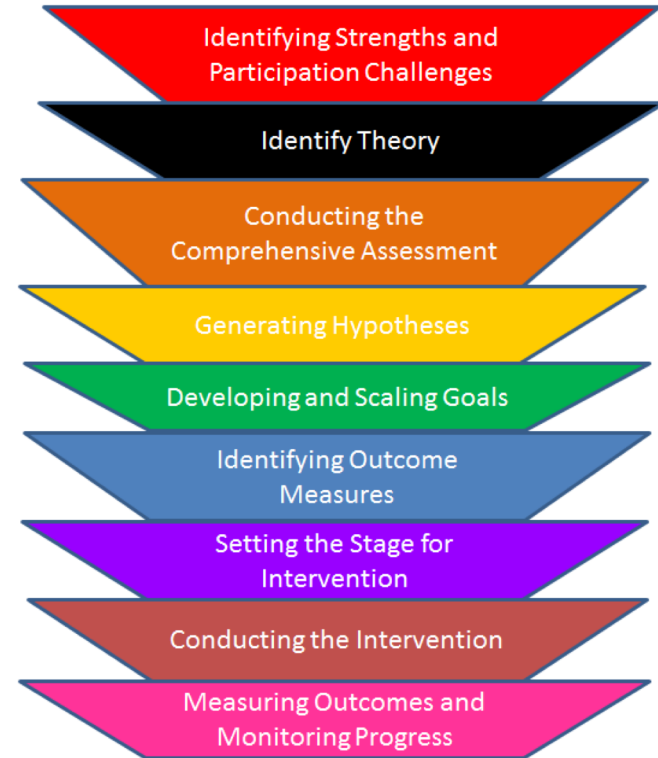 Identifying Strengths and
Participation Challenges
Identify Theory
Conducting the
Comprehensive Assessment
Generating Hypotheses
Developing and Scaling Goals
Identifying Outcome
Measures
Setting the Stage for
Intervention
Conducting the Intervention
Measuring Outcomes and
Monitoring Progress